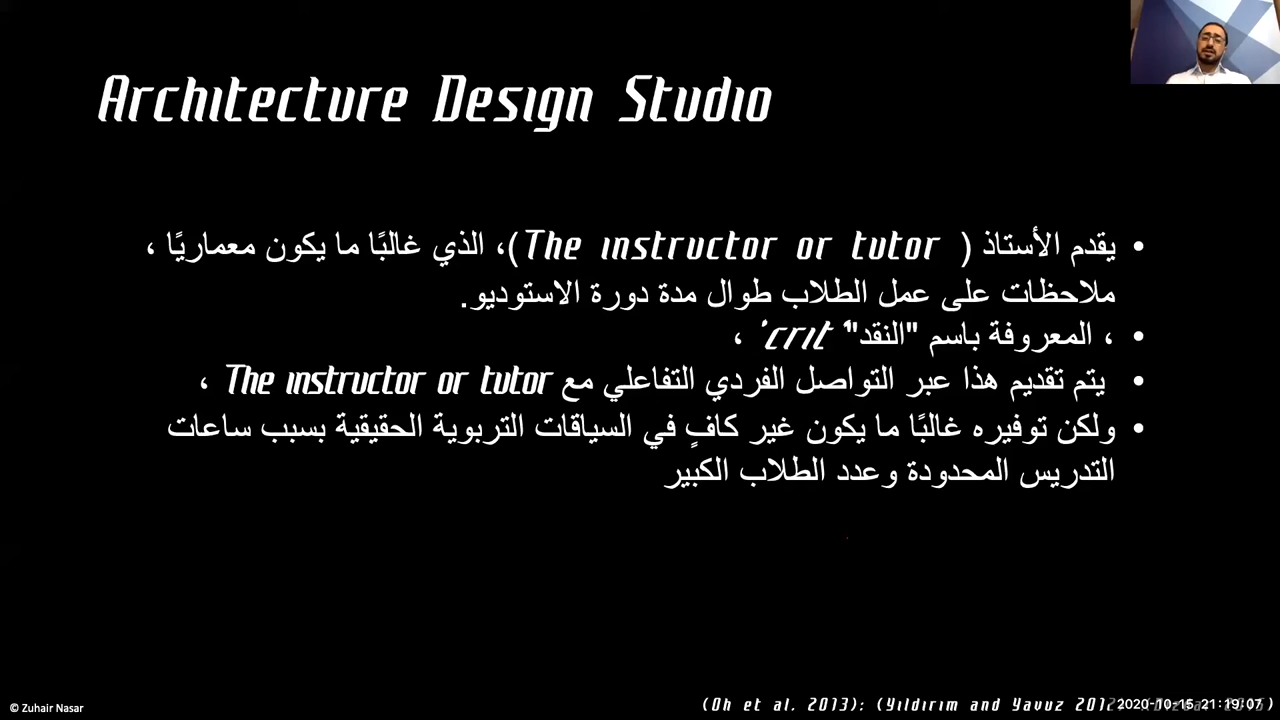 Architecture Design Studio
• يقدم الأستاذ ( The instructor or tutor)، الذي غالبًا ما يكون معماريًا ،
ملاحظات على عمل الطلاب طوال مدة دورة الاستوديو.
• ، المعروفة باسم "النقد" 'crit' ،
• يتم تقديم هذا عبر التواصل الفردي التفاعلي مع The instructor or tutor ،
• ولكن توفيره غالبًا ما يكون غير كافٍ في السياقات التربوية الحقيقية بسبب ساعات
التدريس المحدودة وعدد الطلاب الكبير
© Zuhair Nasar
(Oh et al. 2013); (Yıldırım and Yavuz 2012
2020-10-15 21:19:07